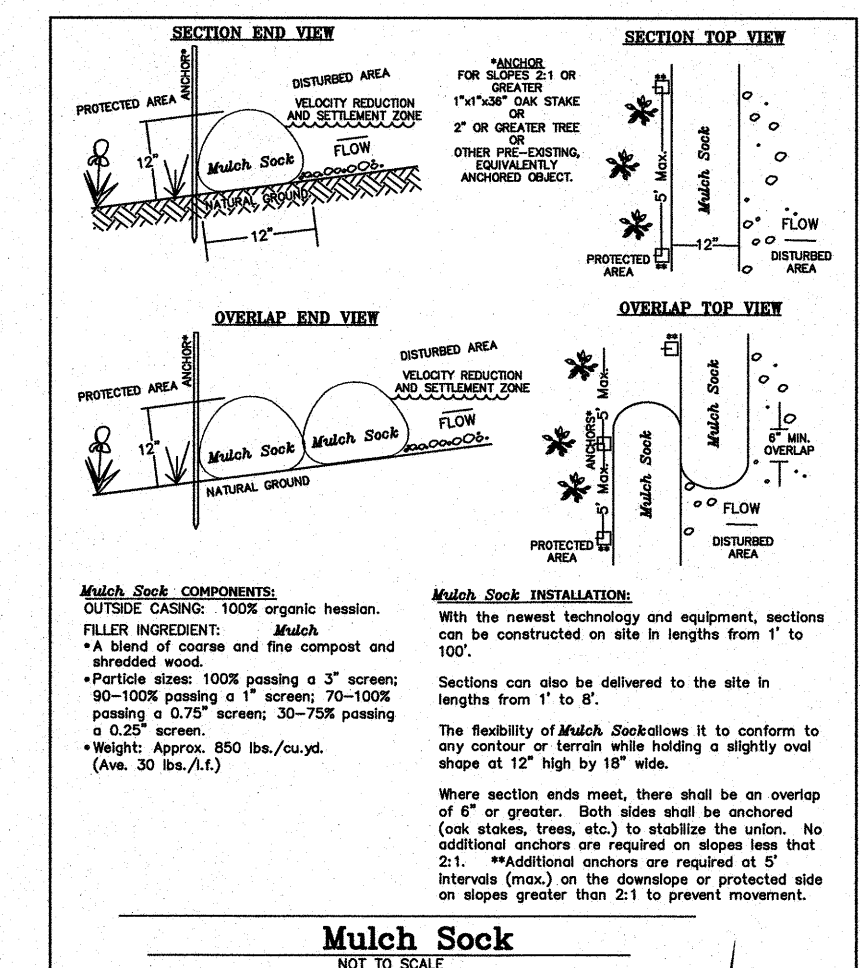 SECTION END VIEW
ANCHOR*
PROTECTED AREA
DISTURBED AREA
VELOCITY REDUCTION
AND SETTLEMENT ZONE
FLOW
12"
Mulch Sock
NATURAL GROUND
12"
*ANCHOR
FOR SLOPES 2:1 OR
GREATER
1"x1"x36" OAK STAKE
OR
2" OR GREATER TREE
OR
OTHER PRE-EXISTING,
EQUIVALENTLY
ANCHORED OBJECT.
SECTION TOP VIEW
**
5' Max.
Mulch Sock
12"
FLOW
PROTECTED
AREA
**
DISTURBED
AREA
OVERLAP END VIEW
ANCHOR*
PROTECTED AREA
DISTURBED AREA
VELOCITY REDUCTION
AND SETTLEMENT ZONE
FLOW
12"
Mulch Sock
Mulch Sock
NATURAL GROUND
OVERLAP TOP VIEW
**
5' Max.
ANCHORS*
5' Max.
Mulch Sock
Mulch Sock
6" MIN.
OVERLAP
FLOW
PROTECTED
AREA
**
DISTURBED
AREA
Mulch Sock COMPONENTS:
OUTSIDE CASING: 100% organic hessian.
FILLER INGREDIENT: Mulch
•A blend of coarse and fine compost and
shredded wood.
•Particle sizes: 100% passing a 3" screen;
90-100% passing a 1" screen; 70-100%
passing a 0.75" screen; 30-75% passing
a 0.25" screen.
•Weight: Approx. 850 lbs./cu.yd.
(Ave. 30 lbs./l.f.)
Mulch Sock INSTALLATION:
With the newest technology and equipment, sections
can be constructed on site in lengths from 1' to
100'.
Sections can also be delivered to the site in
lengths from 1' to 8'.
The flexibility of Mulch Sock allows it to conform to
any contour or terrain while holding a slightly oval
shape at 12" high by 18" wide.
Where section ends meet, there shall be an overlap
of 6" or greater. Both sides shall be anchored
(oak stakes, trees, etc.) to stabilize the union. No
additional anchors are required on slopes less that
2:1. **Additional anchors are required at 5'
intervals (max.) on the downslope or protected side
on slopes greater than 2:1 to prevent movement.
Mulch Sock
NOT TO SCALE